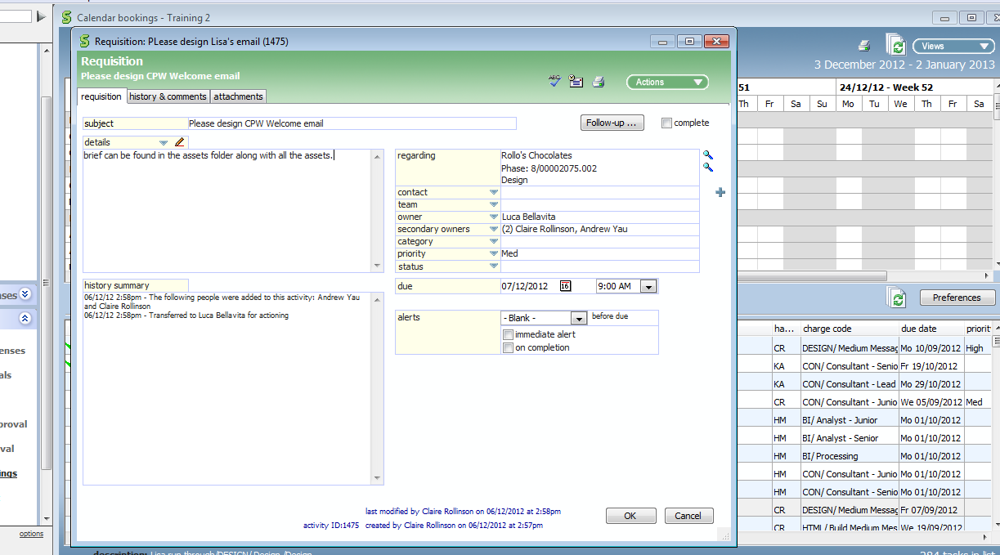 Calendar bookings - Training 2
Requisition: PLease design Lisa's email (1475)
Requisition
Please design CPW Welcome email
ABC
Actions
Views
3 December 2012 - 2 January 2013
requisition
history & comments
attachments
51
24/12/12 - Week 52
Th Fr Sa Su Mo Tu We Th Fr Sa
subject
Please design CPW Welcome email
Follow-up ...
complete
details
brief can be found in the assets folder along with all the assets.
regarding
Rollo's Chocolates
Phase: 8/00002075.002
Design
contact
team
owner
Luca Bellavita
secondary owners
(2) Claire Rollinson, Andrew Yau
category
priority
Med
status
history summary
06/12/12 2:58pm - The following people were added to this activity: Andrew Yau
and Claire Rollinson
06/12/12 2:58pm - Transferred to Luca Bellavita for actioning
due
07/12/2012
16
9:00 AM
alerts
- Blank -
before due
immediate alert
on completion
last modified by Claire Rollinson on 06/12/2012 at 2:58pm
activity ID:1475 created by Claire Rollinson on 06/12/2012 at 2:57pm
OK
Cancel
Preferences
ha... charge code due date priorit
CR DESIGN/ Medium Messag Mo 10/09/2012 High
KA CON/ Consultant - Senio Fr 19/10/2012
KA CON/ Consultant - Lead Mo 29/10/2012
CR CON/ Consultant - Junio We 05/09/2012 Med
HM BI/ Analyst - Junior Mo 01/10/2012
HM BI/ Analyst - Senior Mo 01/10/2012
HM BI/ Processing Mo 01/10/2012
HM CON/ Consultant - Junio Mo 01/10/2012
HM CON/ Consultant - Senio Mo 01/10/2012
CR DESIGN/ Medium Messag Fr 07/09/2012
CR HTML/ Build Medium Mes We 19/09/2012
nses
enses
als
proval
val
ngs
options
description: Lisa run through/DESIGN/ Design /Design
284 tasks in list